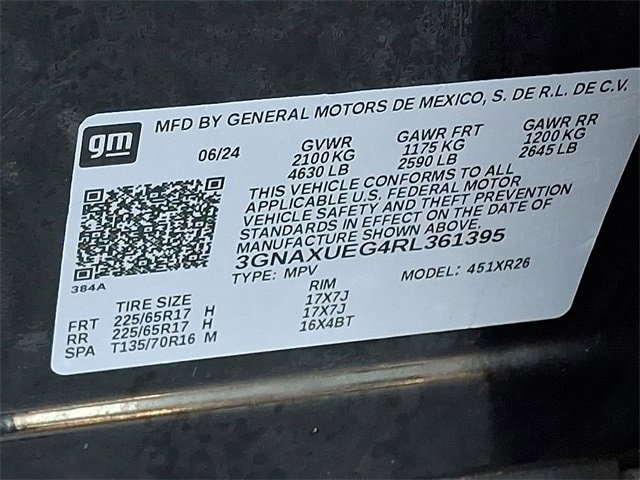 gm
MFD BY GENERAL MOTORS DE MEXICO, S. DE R.L. DE C.V.
06/24 GVWR GAWR FRT GAWR RR
2100 KG 1175 KG 1200 KG
4630 LB 2590 LB 2645 LB
THIS VEHICLE CONFORMS TO ALL
APPLICABLE U.S. FEDERAL MOTOR
VEHICLE SAFETY AND THEFT PREVENTION
STANDARDS IN EFFECT ON THE DATE OF
MANUFACTURE SHOWN ABOVE.
3GNAXUEG4RL361395
384A TYPE: MPV MODEL: 451XR26
TIRE SIZE RIM
FRT 225/65R17 H 17X7J
RR 225/65R17 H 17X7J
SPA T135/70R16 M 16X4BT